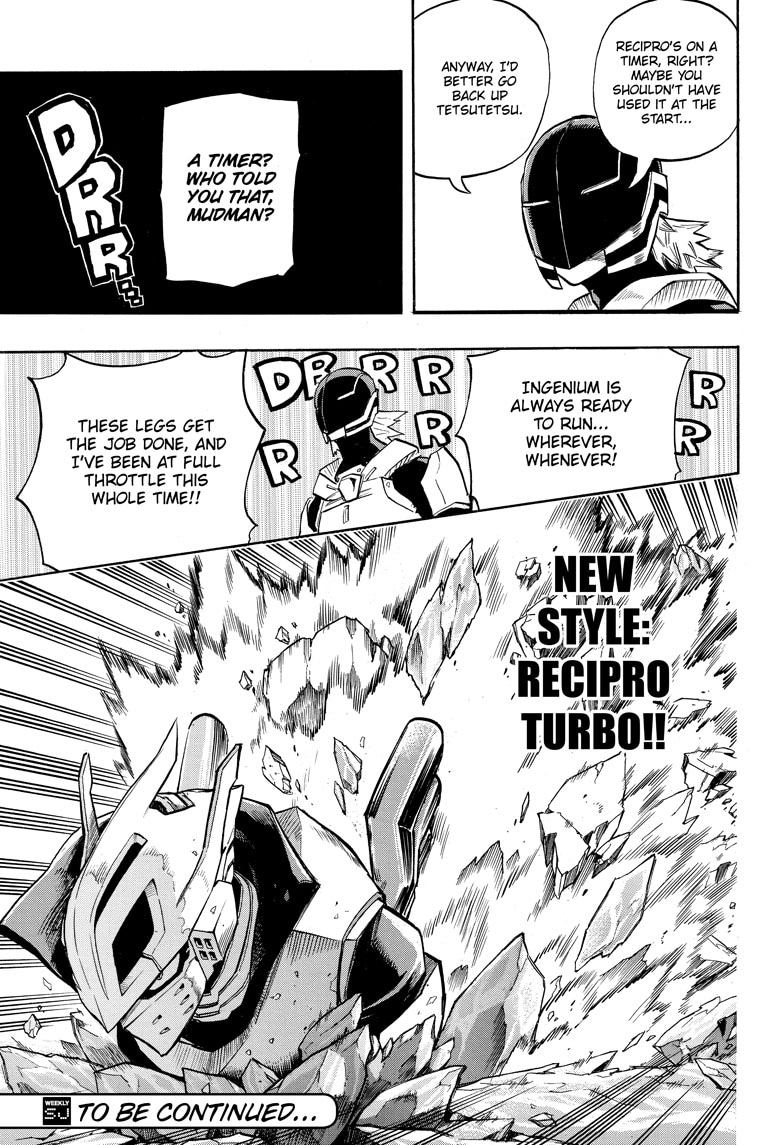 RECIPRO'S ON A
TIMER, RIGHT?
MAYBE YOU
SHOULDN'T HAVE
USED IT AT THE
START...
ANYWAY, I'D
BETTER GO
BACK UP
TETSUTETSU.
A TIMER?
WHO TOLD
YOU THAT,
MUDMAN?
DRRR...
R
R
INGENIUM IS
ALWAYS READY
TO RUN...
WHEREVER,
WHENEVER!
DRRRR
R
R
THESE LEGS GET
THE JOB DONE, AND
I'VE BEEN AT FULL
THROTTLE THIS
WHOLE TIME!!
NEW
STYLE:
RECIPRO
TURBO!!
WEEKLY
SJ
TO BE CONTINUED...